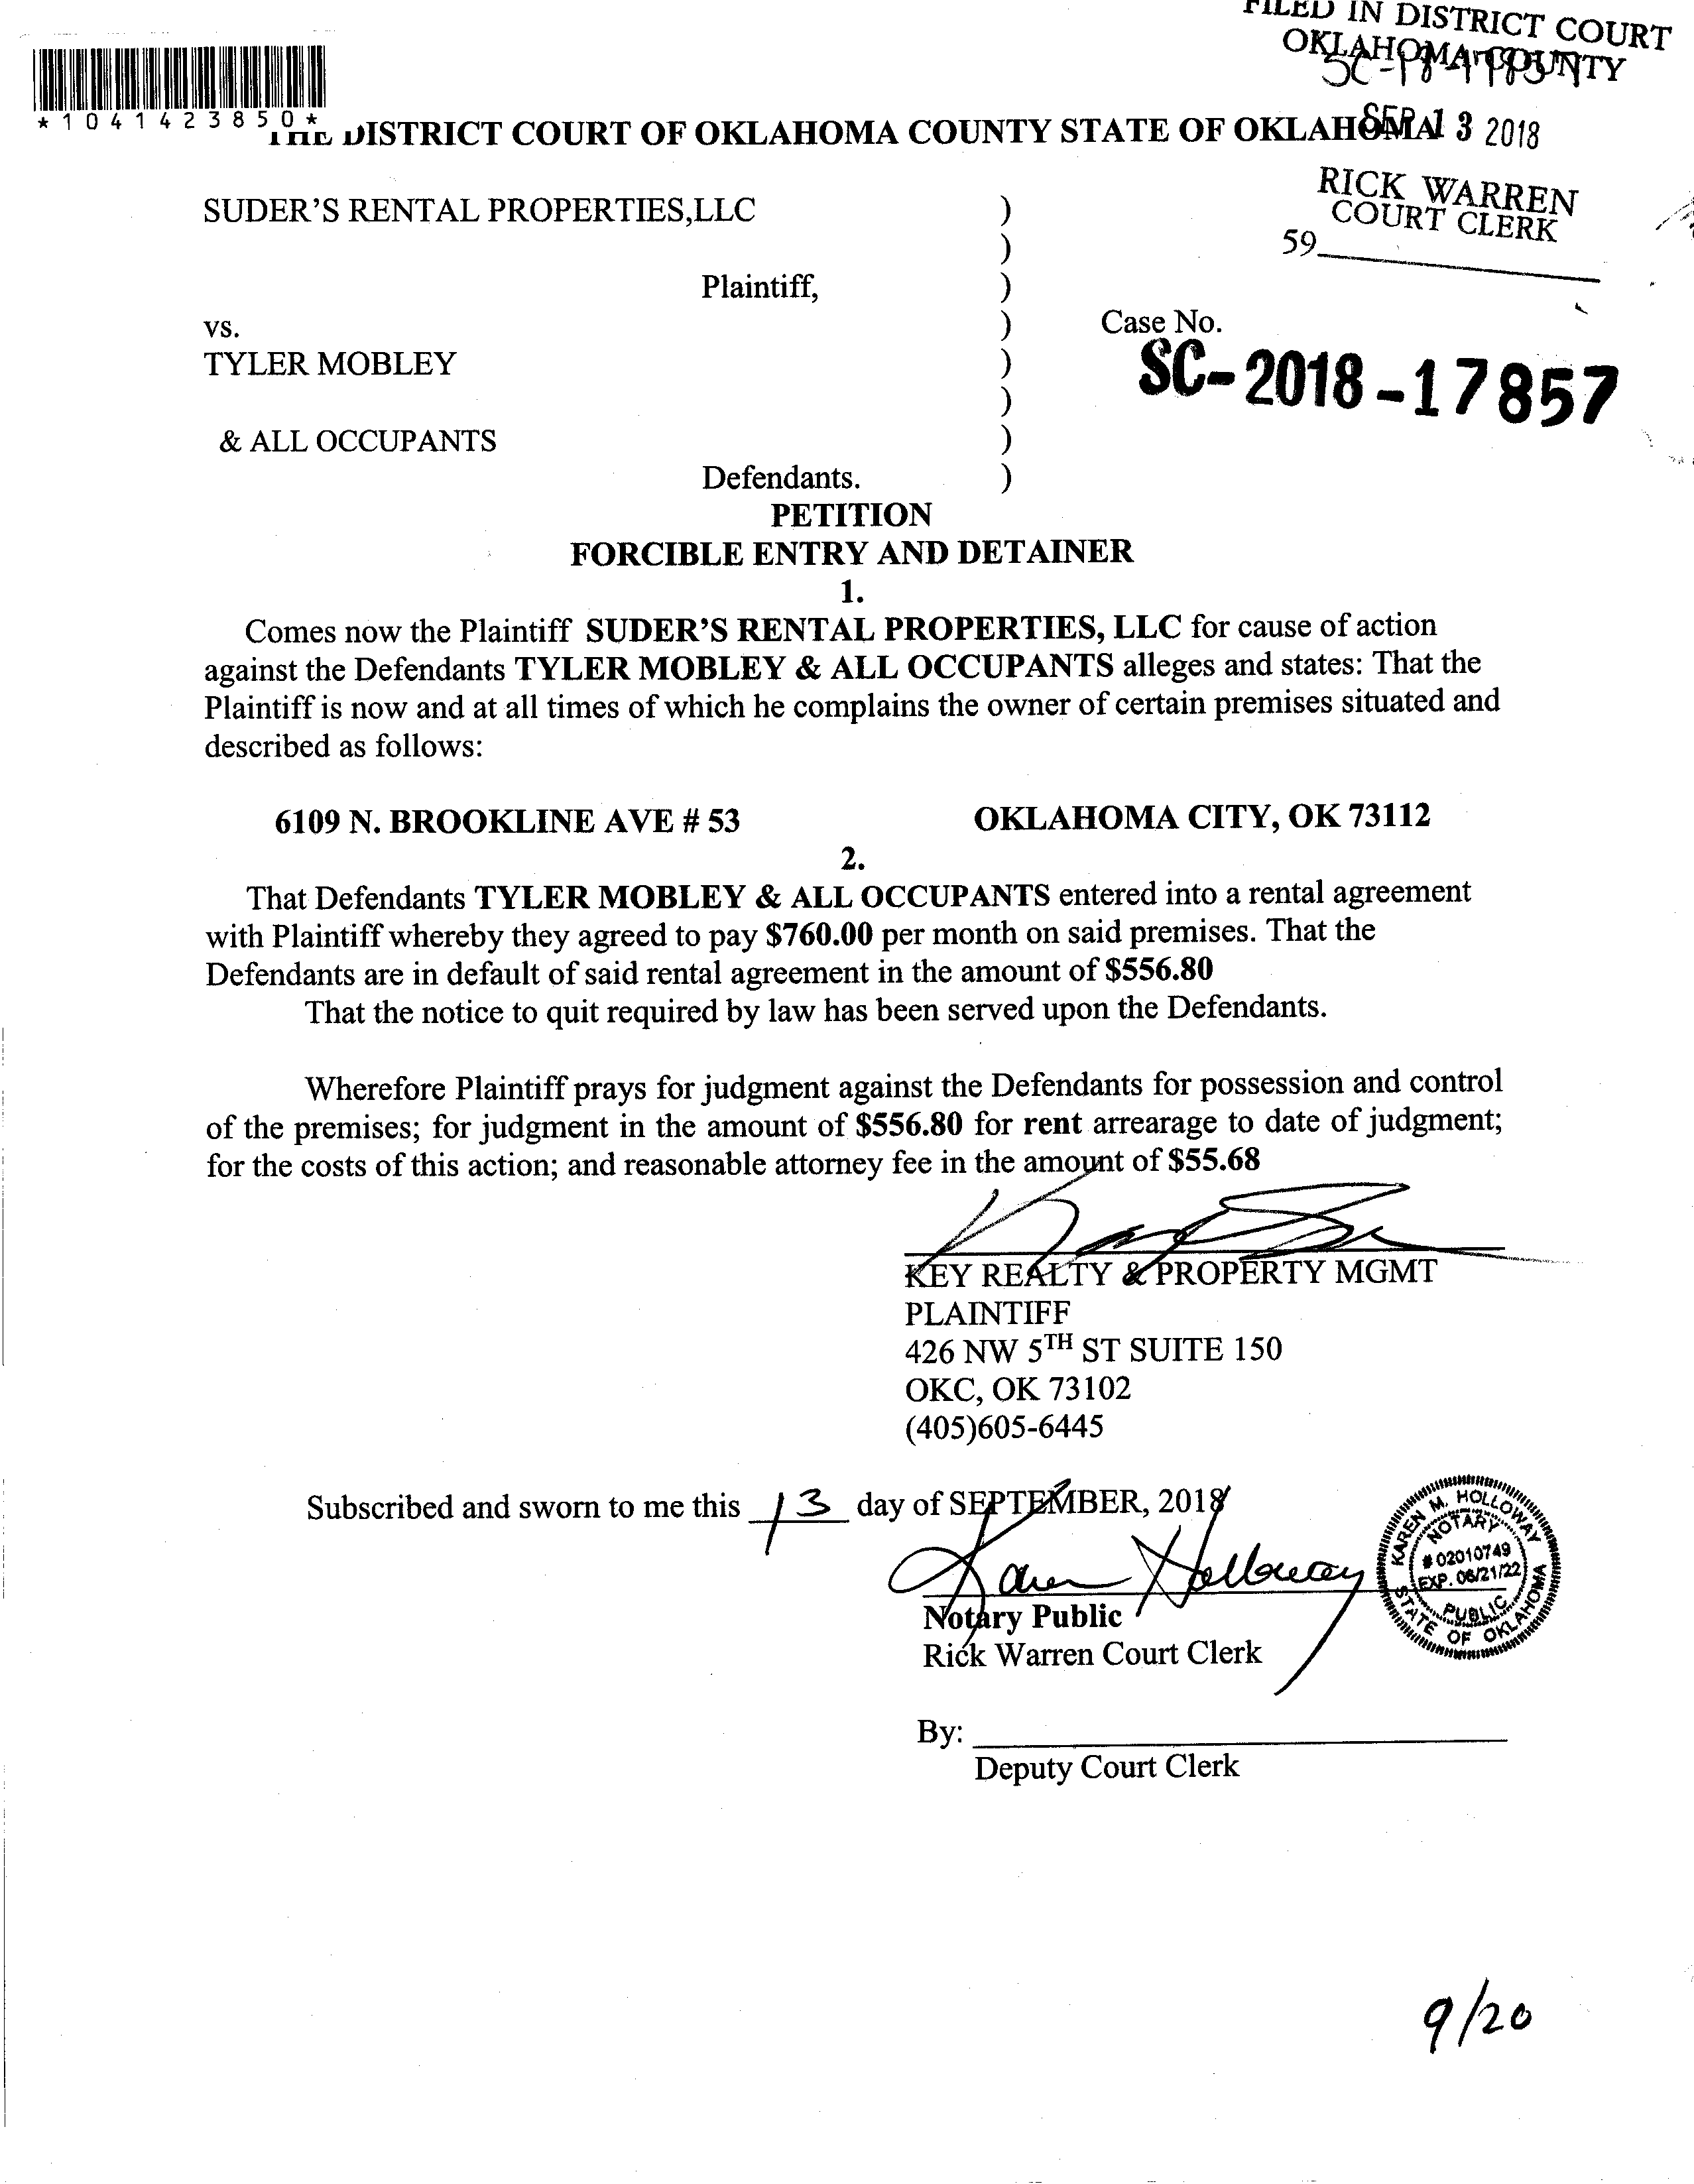 FILED IN DISTRICT COURT
OKLAHOMA COUNTY
SEP 13 2018
RICK WARREN
COURT CLERK
59
*1041423850*
THE DISTRICT COURT OF OKLAHOMA COUNTY STATE OF OKLAHOMA
SUDER'S RENTAL PROPERTIES,LLC )
)
Plaintiff, )
vs. ) Case No.
TYLER MOBLEY ) SC-2018-17857
)
& ALL OCCUPANTS )
Defendants. )
PETITION
FORCIBLE ENTRY AND DETAINER
1.
Comes now the Plaintiff SUDER'S RENTAL PROPERTIES, LLC for cause of action
against the Defendants TYLER MOBLEY & ALL OCCUPANTS alleges and states: That the
Plaintiff is now and at all times of which he complains the owner of certain premises situated and
described as follows:
6109 N. BROOKLINE AVE # 53 OKLAHOMA CITY, OK 73112
2.
That Defendants TYLER MOBLEY & ALL OCCUPANTS entered into a rental agreement
with Plaintiff whereby they agreed to pay $760.00 per month on said premises. That the
Defendants are in default of said rental agreement in the amount of $556.80
That the notice to quit required by law has been served upon the Defendants.
Wherefore Plaintiff prays for judgment against the Defendants for possession and control
of the premises; for judgment in the amount of $556.80 for rent arrearage to date of judgment;
for the costs of this action; and reasonable attorney fee in the amount of $55.68
KEY REALTY & PROPERTY MGMT
PLAINTIFF
426 NW 5TH ST SUITE 150
OKC, OK 73102
(405)605-6445
Subscribed and sworn to me this 13 day of SEPTEMBER, 2018
Karen Holloway
Notary Public
Rick Warren Court Clerk
KAREN M. HOLLOWAY
NOTARY
# 02010749
EXP. 06/21/22
PUBLIC
STATE OF OKLAHOMA
By:
Deputy Court Clerk
9/20